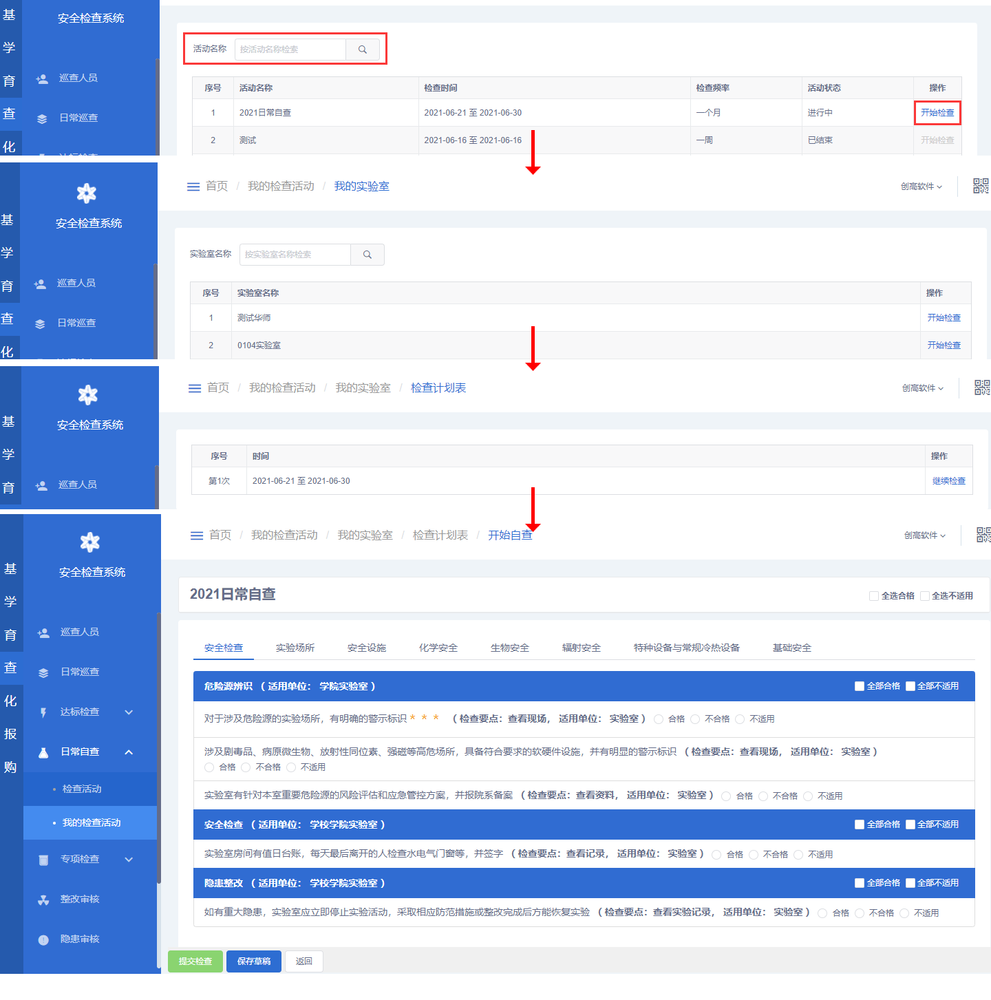 基
学
育
查
化
安全检查系统
巡查人员
日常巡查
活动名称 按活动名称检索
序号 活动名称 检查时间 检查频率 活动状态 操作
1 2021日常自查 2021-06-21 至 2021-06-30 一个月 进行中 开始检查
2 测试 2021-06-16 至 2021-06-16 一周 已结束 开始检查
首页 / 我的检查活动 / 我的实验室 创高软件
基
学
育
查
化
安全检查系统
巡查人员
日常巡查
实验室名称 按实验室名称检索
序号 实验室名称 操作
1 测试华师 开始检查
2 0104实验室 开始检查
首页 / 我的检查活动 / 我的实验室 / 检查计划表 创高软件
基
学
育
安全检查系统
巡查人员
序号 时间 操作
第1次 2021-06-21 至 2021-06-30 继续检查
首页 / 我的检查活动 / 我的实验室 / 检查计划表 / 开始自查 创高软件
基
学
育
查
化
报
购
安全检查系统
巡查人员
日常巡查
达标检查
日常自查
• 检查活动
• 我的检查活动
专项检查
整改审核
隐患审核
2021日常自查 全选合格 全选不适用
安全检查 实验场所 安全设施 化学安全 生物安全 辐射安全 特种设备与常规冷热设备 基础安全
危险源辨识 （ 适用单位： 学院实验室 ） 全部合格 全部不适用
对于涉及危险源的实验场所，有明确的警示标识 * * * （ 检查要点：查看现场， 适用单位： 实验室 ） 合格 不合格 不适用
涉及剧毒品、病原微生物、放射性同位素、强磁等高危场所，具备符合要求的软硬件设施，并有明显的警示标识 （ 检查要点：查看现场， 适用单位： 实验室 ）
合格 不合格 不适用
实验室有针对本室重要危险源的风险评估和应急管控方案，并报院系备案 （ 检查要点：查看资料， 适用单位： 实验室 ） 合格 不合格 不适用
安全检查 （ 适用单位： 学校学院实验室 ） 全部合格 全部不适用
实验室房间有值日台账，每天最后离开的人检查水电气门窗等，并签字 （ 检查要点：查看记录， 适用单位： 实验室 ） 合格 不合格 不适用
隐患整改 （ 适用单位： 学校学院实验室 ） 全部合格 全部不适用
如有重大隐患，实验室应立即停止实验活动，采取相应防范措施或整改完成后方能恢复实验 （ 检查要点：查看实验记录， 适用单位： 实验室 ） 合格 不合格 不适用
提交检查 保存草稿 返回